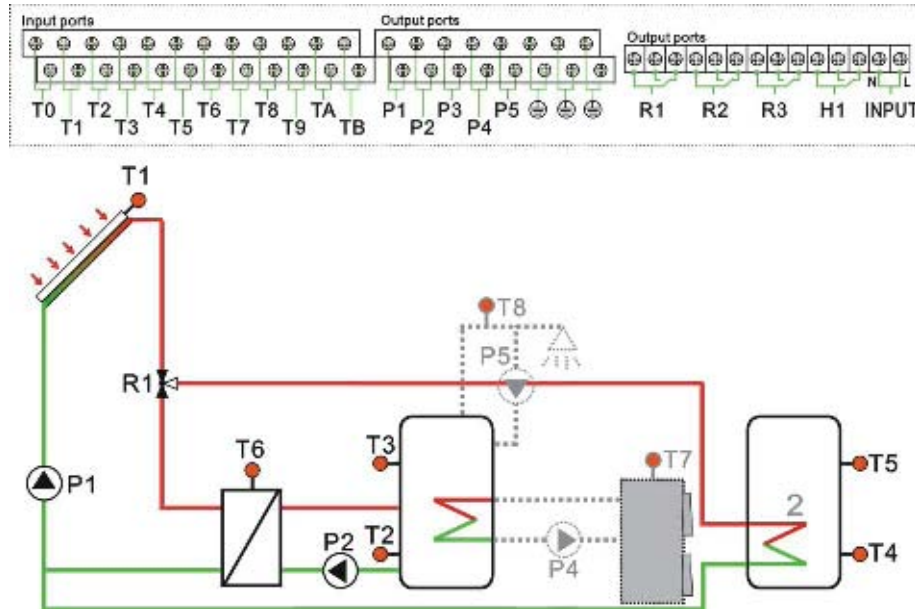 Input ports
Output ports
Output ports
T0 T2 T4 T6 T8 TA P1 P3 P5
T1 T3 T5 T7 T9 TB P2 P4
R1 R2 R3 H1 INPUT
N L
T1
T8
P5
R1
T6
T3
T7
T5
P1
2
P2
T2
P4
T4